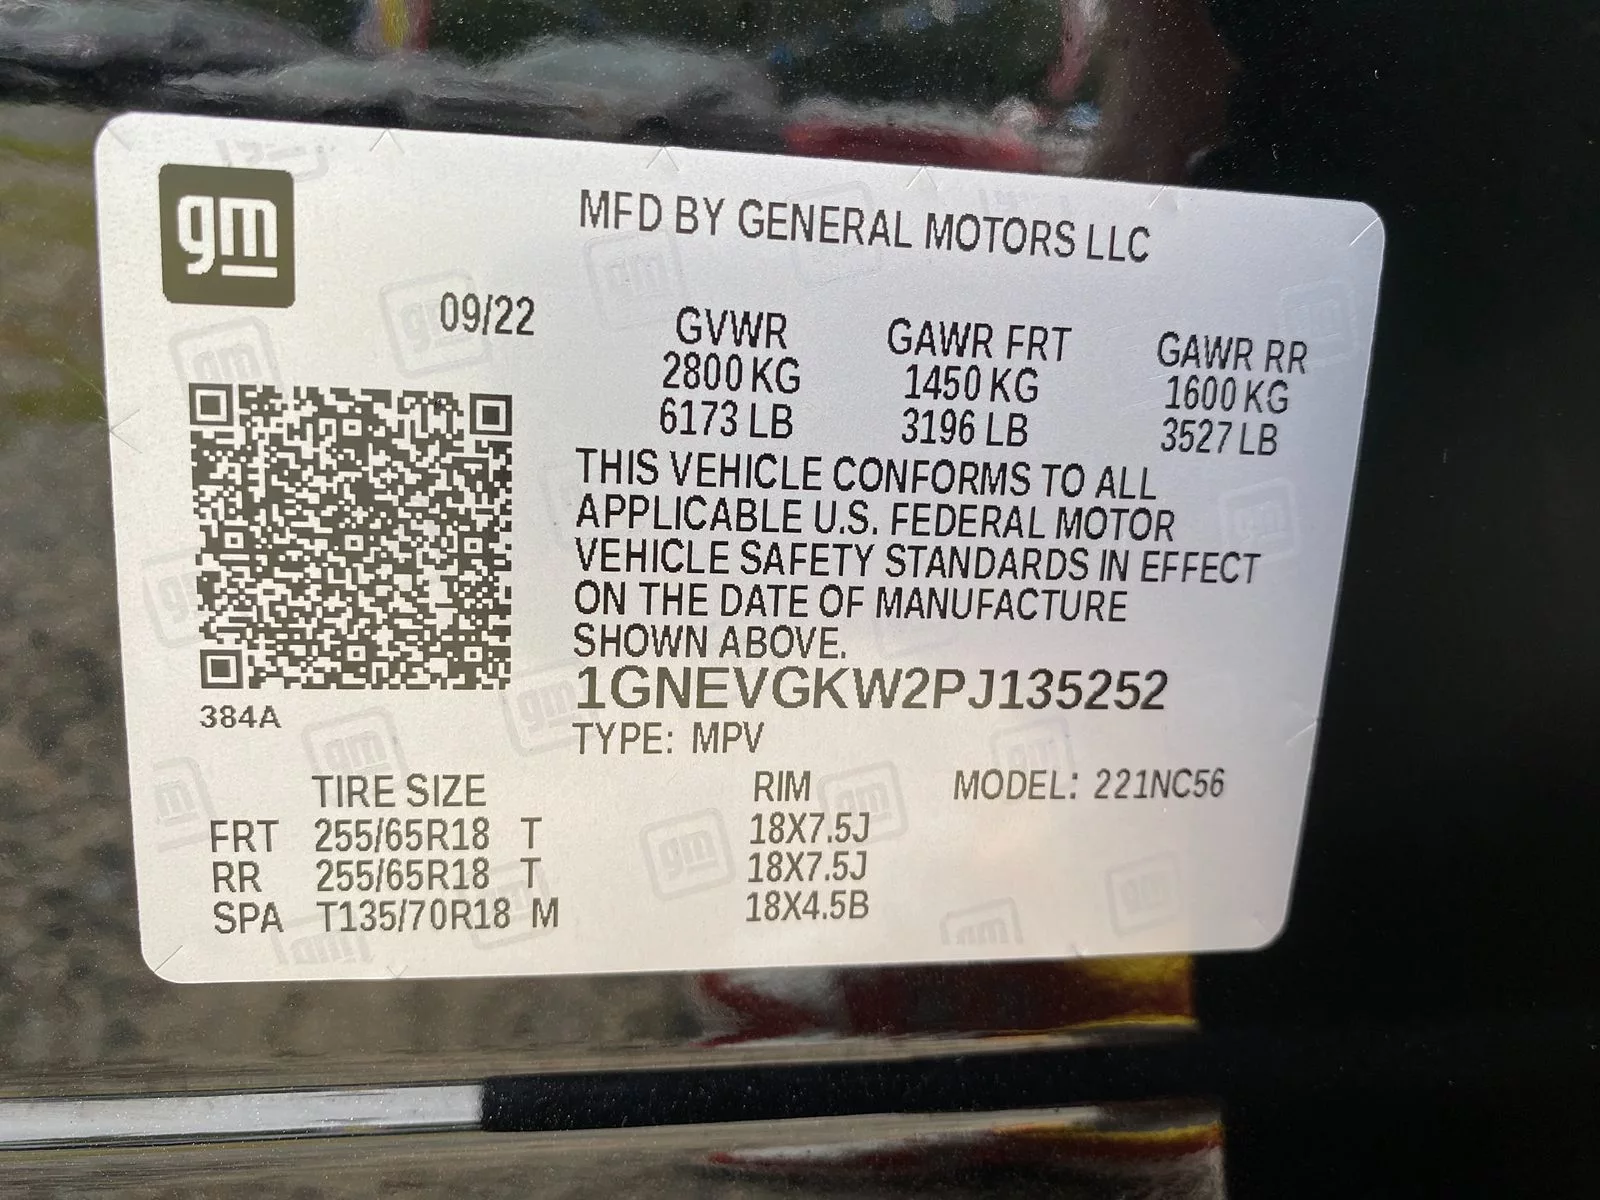 gm
MFD BY GENERAL MOTORS LLC
09/22
GVWR GAWR FRT GAWR RR
2800 KG 1450 KG 1600 KG
6173 LB 3196 LB 3527 LB
THIS VEHICLE CONFORMS TO ALL
APPLICABLE U.S. FEDERAL MOTOR
VEHICLE SAFETY STANDARDS IN EFFECT
ON THE DATE OF MANUFACTURE
SHOWN ABOVE.
1GNEVGKW2PJ135252
384A
TYPE: MPV
TIRE SIZE RIM MODEL: 221NC56
FRT 255/65R18 T 18X7.5J
RR 255/65R18 T 18X7.5J
SPA T135/70R18 M 18X4.5B